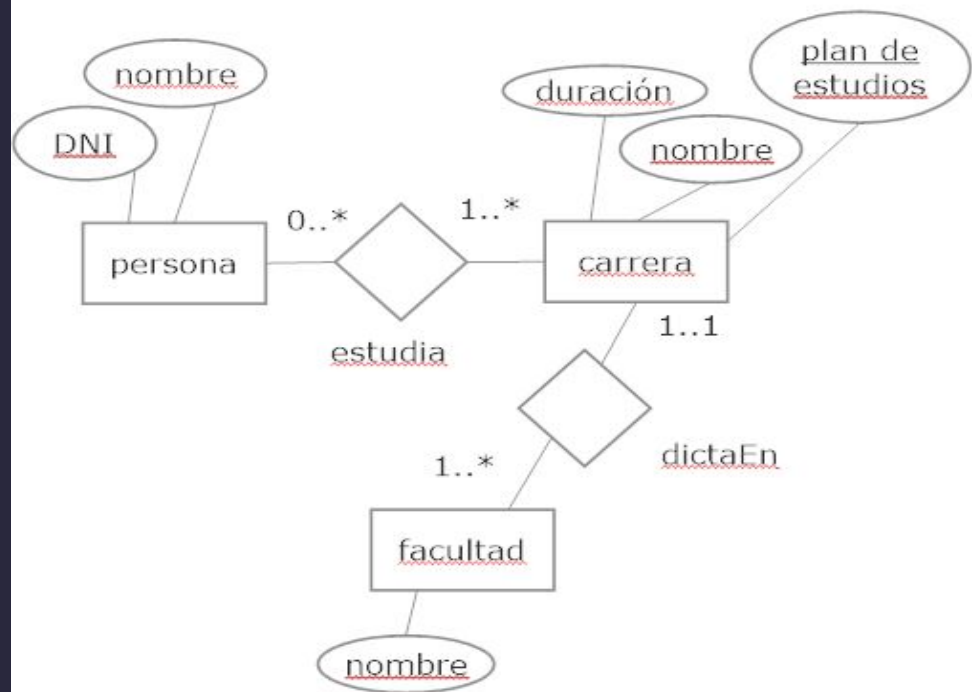 nombre
DNI
duración
plan de
estudios
nombre
persona
0..*
1..*
carrera
estudia
1..1
dictaEn
1..*
facultad
nombre